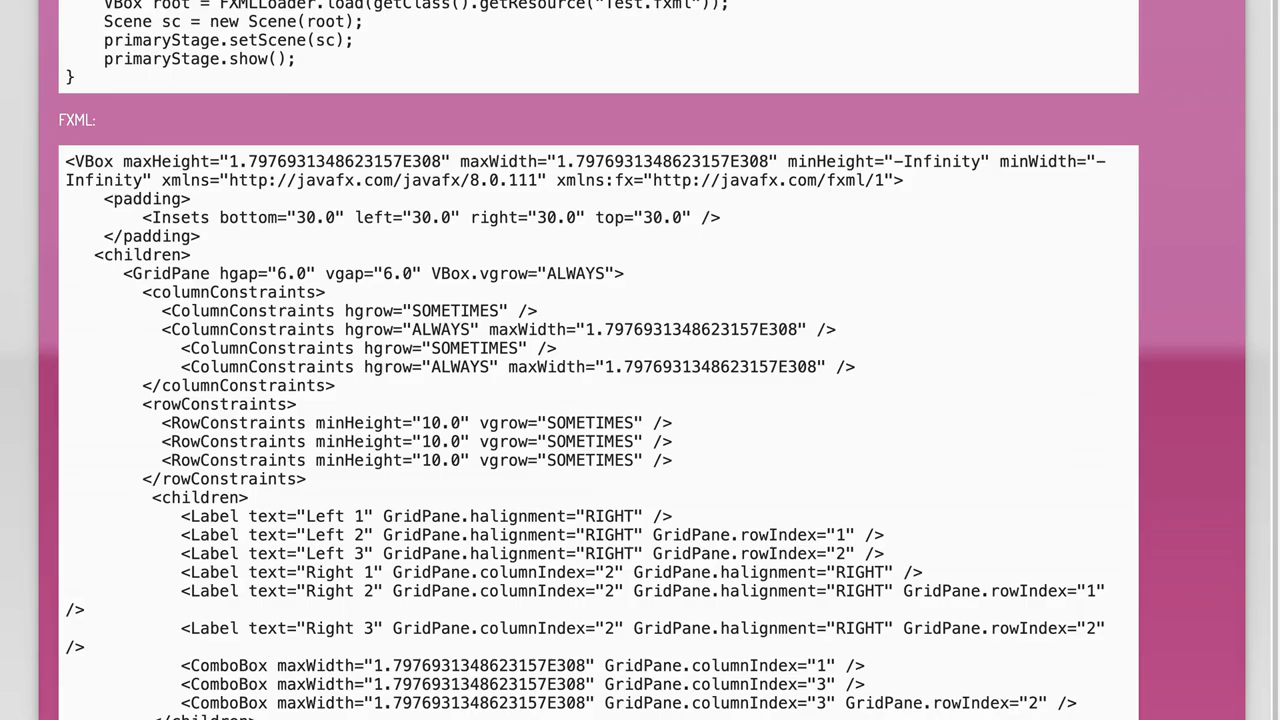 VBox root = FXMLLoader.load(getClass().getResource("Test.fxml"));
Scene sc = new Scene(root);
primaryStage.setScene(sc);
primaryStage.show();
}
FXML:
<VBox maxHeight="1.7976931348623157E308" maxWidth="1.7976931348623157E308" minHeight="-Infinity" minWidth="-
Infinity" xmlns="http://javafx.com/javafx/8.0.111" xmlns:fx="http://javafx.com/fxml/1">
<padding>
<Insets bottom="30.0" left="30.0" right="30.0" top="30.0" />
</padding>
<children>
<GridPane hgap="6.0" vgap="6.0" VBox.vgrow="ALWAYS">
<columnConstraints>
<ColumnConstraints hgrow="SOMETIMES" />
<ColumnConstraints hgrow="ALWAYS" maxWidth="1.7976931348623157E308" />
<ColumnConstraints hgrow="SOMETIMES" />
<ColumnConstraints hgrow="ALWAYS" maxWidth="1.7976931348623157E308" />
</columnConstraints>
<rowConstraints>
<RowConstraints minHeight="10.0" vgrow="SOMETIMES" />
<RowConstraints minHeight="10.0" vgrow="SOMETIMES" />
<RowConstraints minHeight="10.0" vgrow="SOMETIMES" />
</rowConstraints>
<children>
<Label text="Left 1" GridPane.halignment="RIGHT" />
<Label text="Left 2" GridPane.halignment="RIGHT" GridPane.rowIndex="1" />
<Label text="Left 3" GridPane.halignment="RIGHT" GridPane.rowIndex="2" />
<Label text="Right 1" GridPane.columnIndex="2" GridPane.halignment="RIGHT" />
<Label text="Right 2" GridPane.columnIndex="2" GridPane.halignment="RIGHT" GridPane.rowIndex="1"
/>
<Label text="Right 3" GridPane.columnIndex="2" GridPane.halignment="RIGHT" GridPane.rowIndex="2"
/>
<ComboBox maxWidth="1.7976931348623157E308" GridPane.columnIndex="1" />
<ComboBox maxWidth="1.7976931348623157E308" GridPane.columnIndex="3" />
<ComboBox maxWidth="1.7976931348623157E308" GridPane.columnIndex="3" GridPane.rowIndex="2" />
</children>